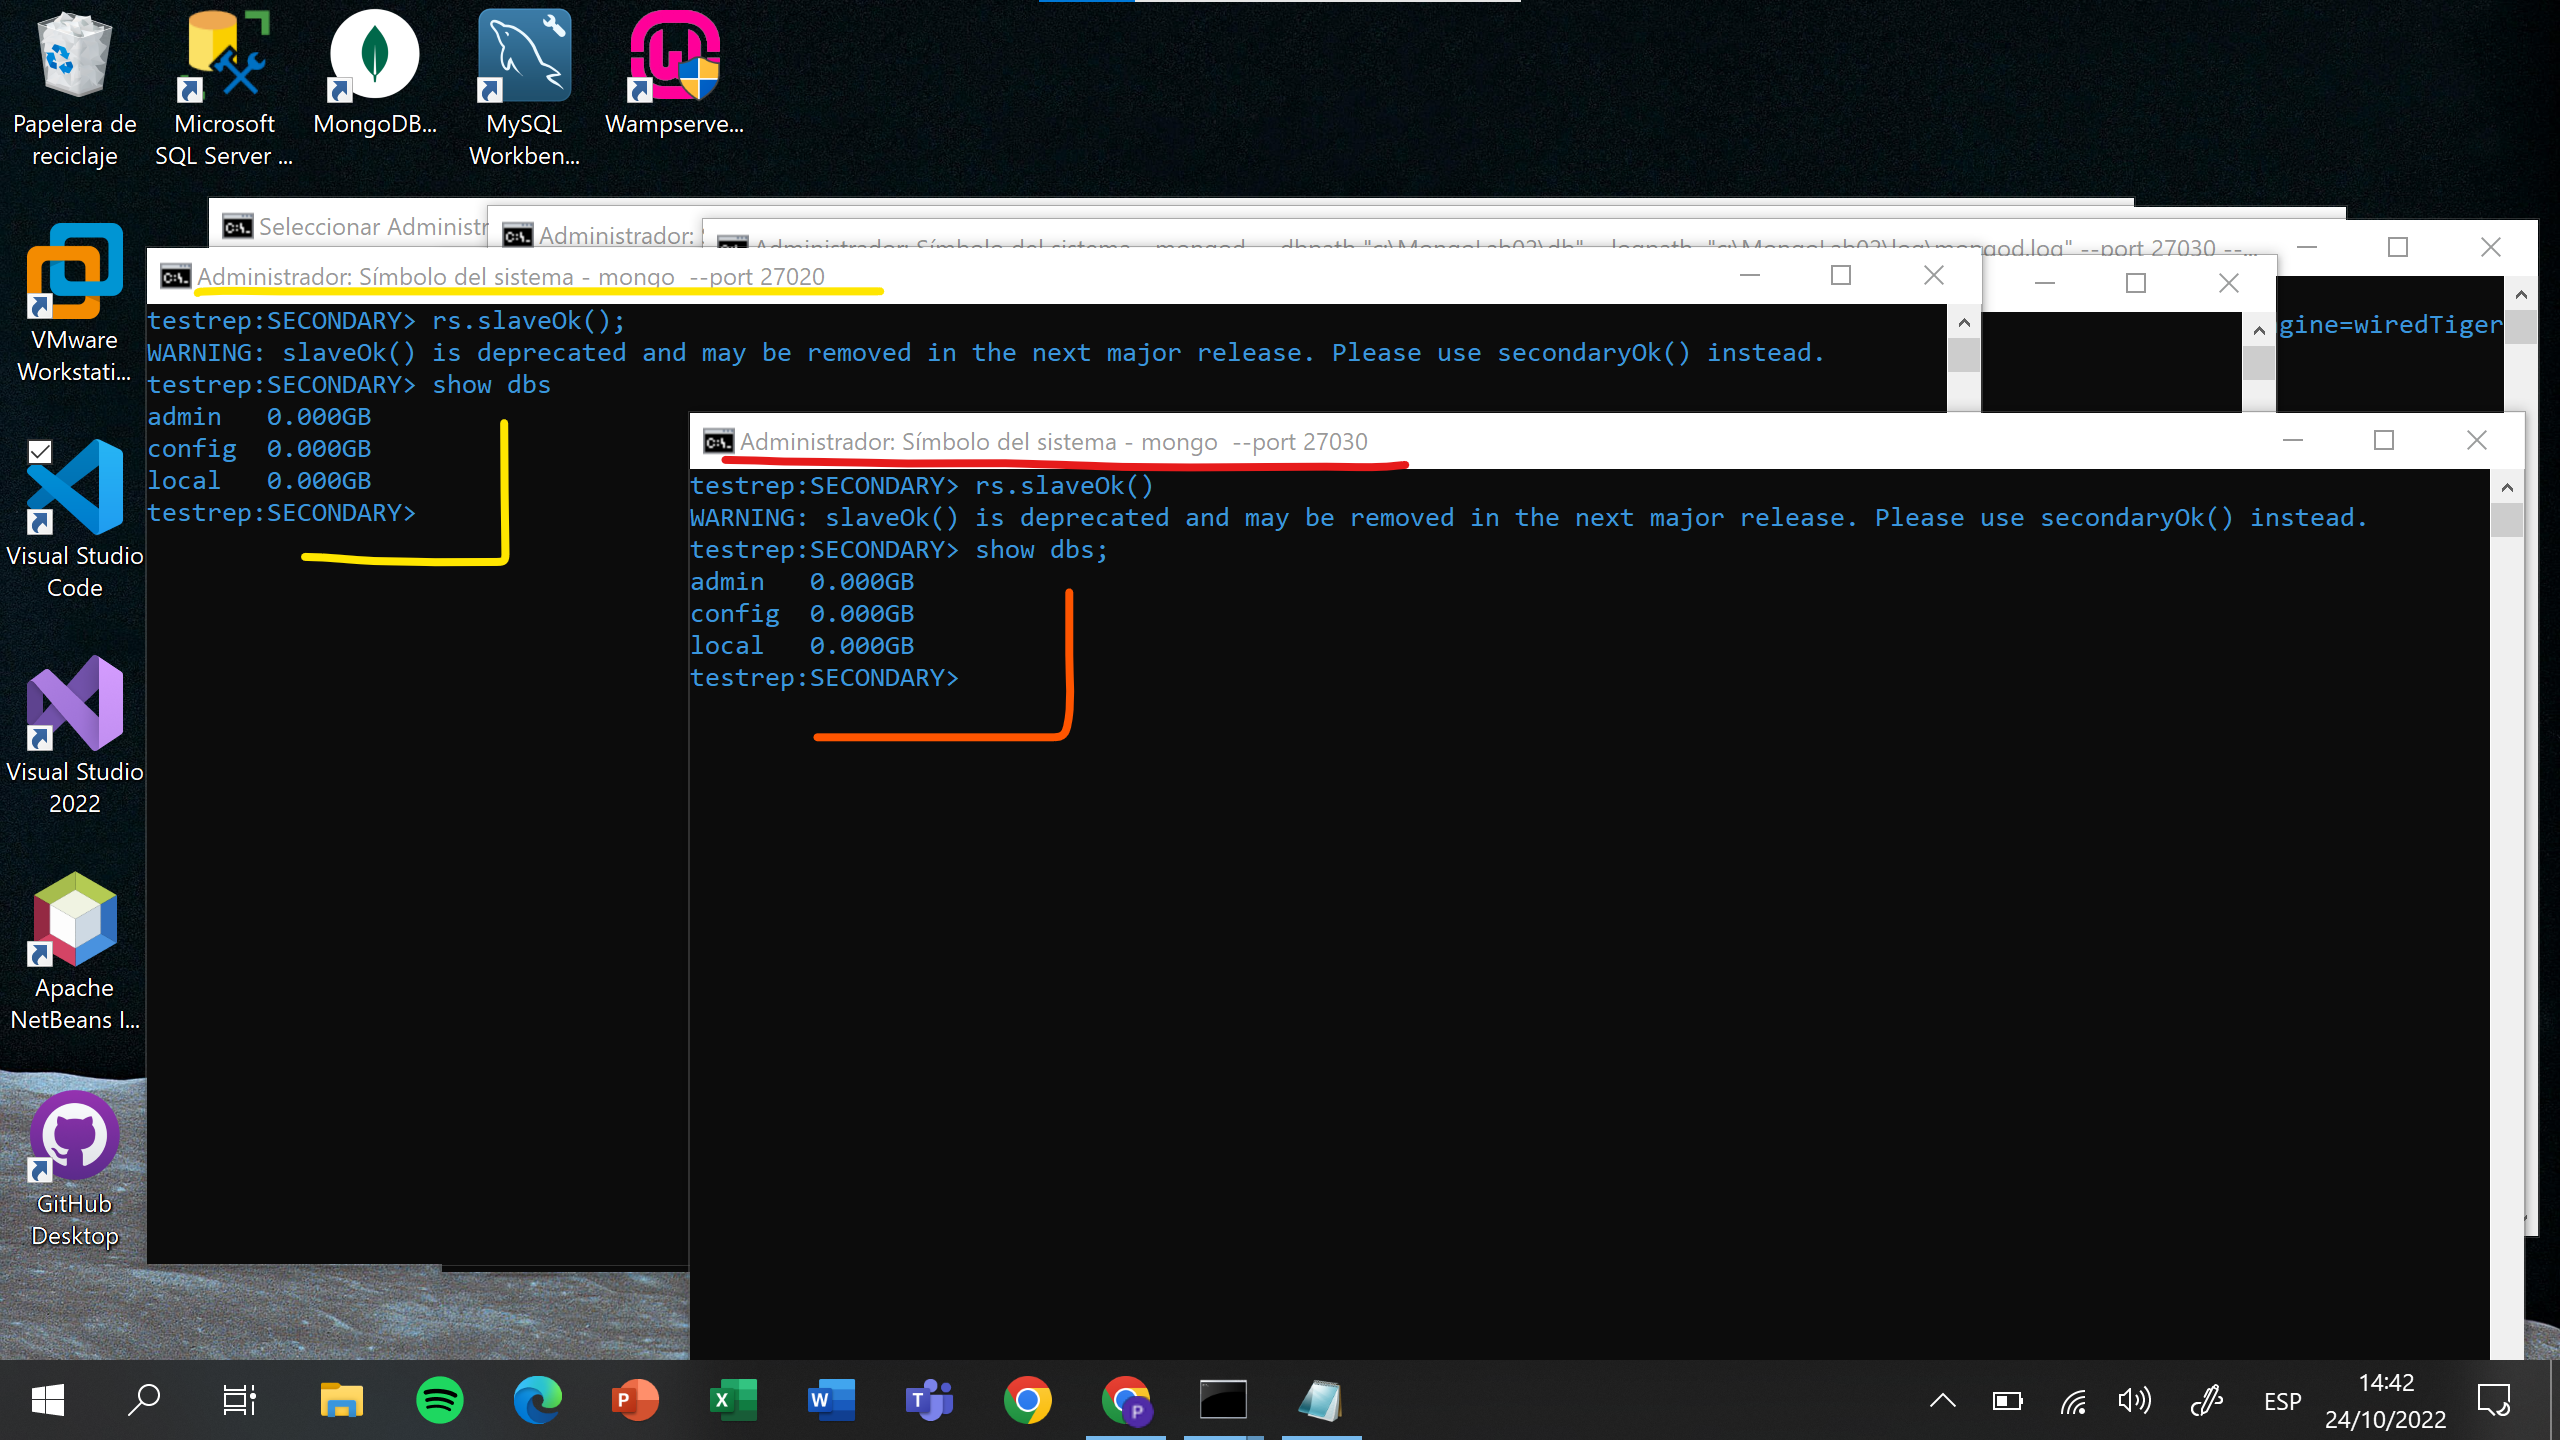 Papelera de
reciclaje
Microsoft
SQL Server ...
MongoDB...
MySQL
Workben...
Wampserve...
VMware
Workstati...
Visual Studio
Code
Visual Studio
2022
Apache
NetBeans I...
GitHub
Desktop
Seleccionar Administr
Administrador:
Administrador: Símbolo del sistema - mongod --dbpath "c:\MongoLab03\db" --logpath "c:\MongoLab03\log\mongod.log" --port 27030 --...
gine=wiredTiger
Administrador: Símbolo del sistema - mongo --port 27020
testrep:SECONDARY> rs.slaveOk();
WARNING: slaveOk() is deprecated and may be removed in the next major release. Please use secondaryOk() instead.
testrep:SECONDARY> show dbs
admin 0.000GB
config 0.000GB
local 0.000GB
testrep:SECONDARY>
Administrador: Símbolo del sistema - mongo --port 27030
testrep:SECONDARY> rs.slaveOk()
WARNING: slaveOk() is deprecated and may be removed in the next major release. Please use secondaryOk() instead.
testrep:SECONDARY> show dbs;
admin 0.000GB
config 0.000GB
local 0.000GB
testrep:SECONDARY>
ESP
14:42
24/10/2022